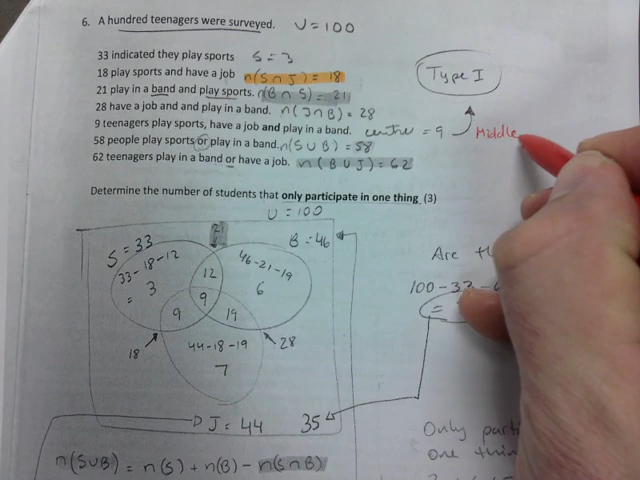 6. A hundred teenagers were surveyed. U = 100
33 indicated they play sports S = 3
18 play sports and have a job n(S∩J) = 18
21 play in a band and play sports. n(B∩S) = 21
28 have a job and and play in a band. n(J∩B) = 28
9 teenagers play sports, have a job and play in a band. centre = 9
58 people play sports or play in a band. n(S∪B) = 58
62 teenagers play in a band or have a job. n(B∪J) = 62
Type I
Middle
Determine the number of students that only participate in one thing. (3)
U = 100
21
S = 33
B = 46
33-18-12
= 3
12
46-21-19
6
9
9
19
18
44-18-19
7
28
J = 44
35
n(S∪B) = n(S) + n(B) - n(S∩B)
Are
100-33-
=
Only
one